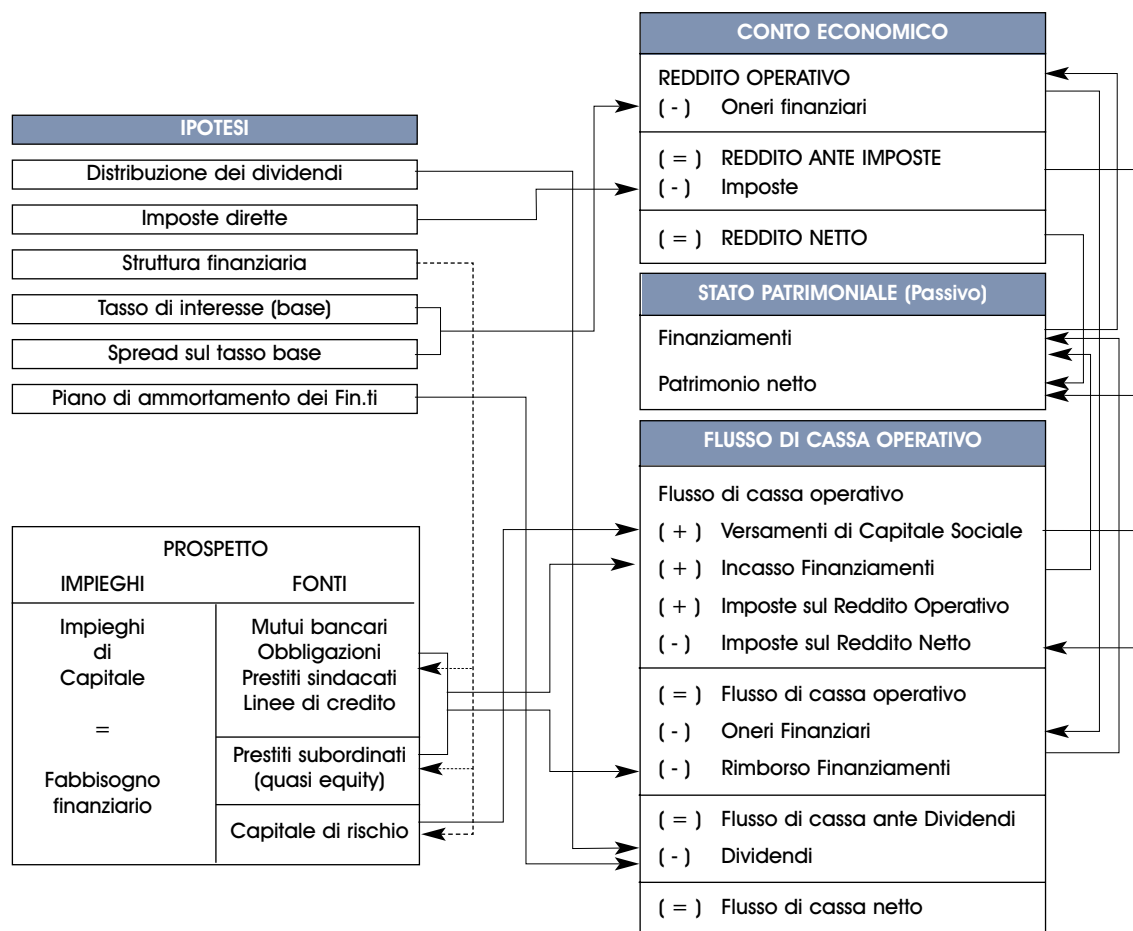 CONTO ECONOMICO
REDDITO OPERATIVO
( - ) Oneri finanziari
( = ) REDDITO ANTE IMPOSTE
( - ) Imposte
( = ) REDDITO NETTO
IPOTESI
Distribuzione dei dividendi
Imposte dirette
Struttura finanziaria
Tasso di interesse (base)
Spread sul tasso base
Piano di ammortamento dei Fin.ti
STATO PATRIMONIALE (Passivo)
Finanziamenti
Patrimonio netto
FLUSSO DI CASSA OPERATIVO
Flusso di cassa operativo
( + ) Versamenti di Capitale Sociale
( + ) Incasso Finanziamenti
( + ) Imposte sul Reddito Operativo
( - ) Imposte sul Reddito Netto
( = ) Flusso di cassa operativo
( - ) Oneri Finanziari
( - ) Rimborso Finanziamenti
( = ) Flusso di cassa ante Dividendi
( - ) Dividendi
( = ) Flusso di cassa netto
PROSPETTO
IMPIEGHI
Impieghi
di
Capitale
=
Fabbisogno
finanziario
FONTI
Mutui bancari
Obbligazioni
Prestiti sindacati
Linee di credito
Prestiti subordinati
(quasi equity)
Capitale di rischio